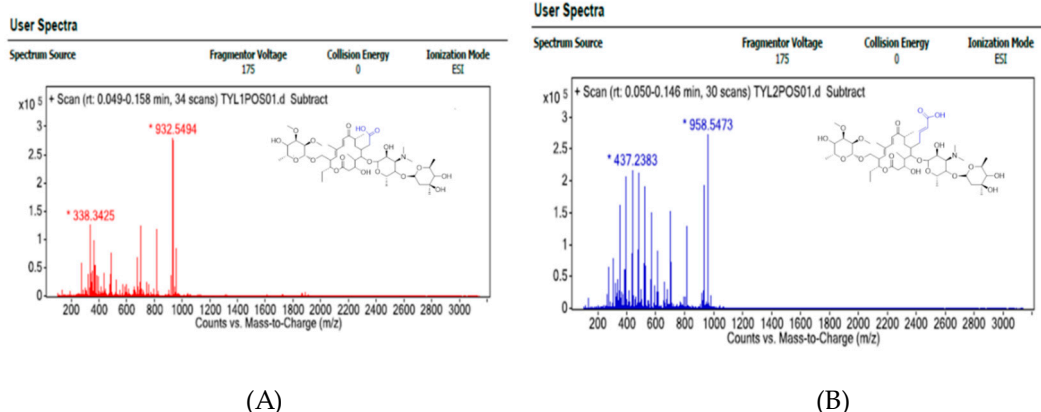 User Spectra
Spectrum Source Fragmentor Voltage Collision Energy Ionization Mode
175 0 ESI
x10 5 + Scan (rt: 0.049-0.158 min, 34 scans) TYL1POS01.d Subtract
* 932.5494
* 338.3425
3
2.5
2
1.5
1
0.5
0
200 400 600 800 1000 1200 1400 1600 1800 2000 2200 2400 2600 2800 3000
Counts vs. Mass-to-Charge (m/z)
(A)
User Spectra
Spectrum Source Fragmentor Voltage Collision Energy Ionization Mode
175 0 ESI
x10 5 + Scan (rt: 0.050-0.146 min, 30 scans) TYL2POS01.d Subtract
* 958.5473
* 437.2383
3
2.5
2
1.5
1
0.5
0
200 400 600 800 1000 1200 1400 1600 1800 2000 2200 2400 2600 2800 3000
Counts vs. Mass-to-Charge (m/z)
(B)